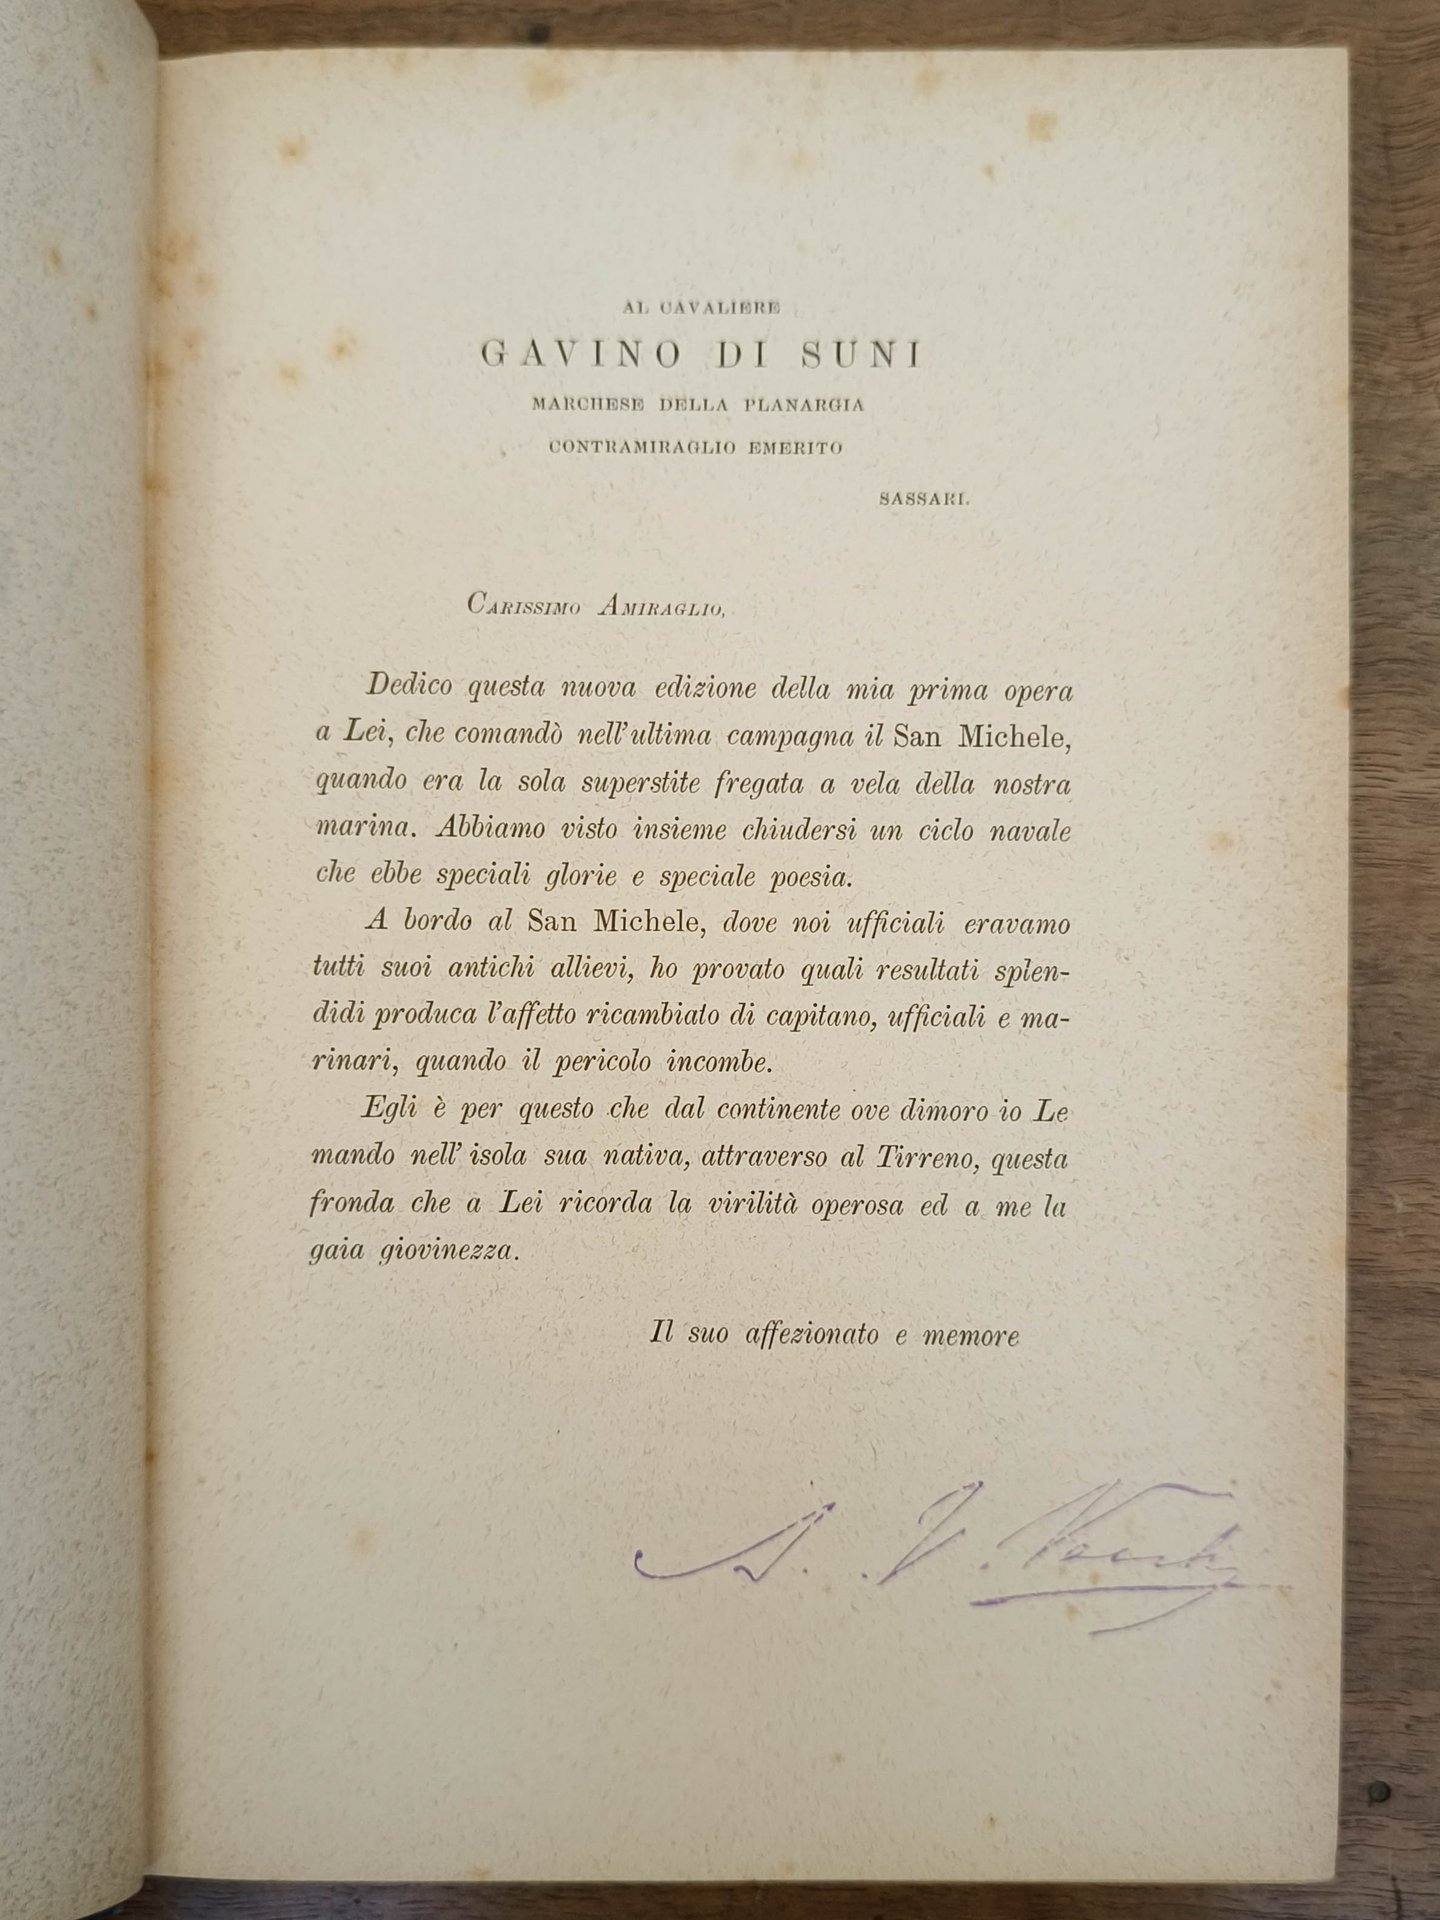 AL CAVALIERE
GAVINO DI SUNI
MARCHESE DELLA PLANARGIA
CONTRAMIRAGLIO EMERITO
SASSARI.
CARISSIMO AMIRAGLIO,
Dedico questa nuova edizione della mia prima opera
a Lei, che comandò nell'ultima campagna il San Michele,
quando era la sola superstite fregata a vela della nostra
marina. Abbiamo visto insieme chiudersi un ciclo navale
che ebbe speciali glorie e speciale poesia.
A bordo al San Michele, dove noi ufficiali eravamo
tutti suoi antichi allievi, ho provato quali resultati splen-
didi produca l'affetto ricambiato di capitano, ufficiali e ma-
rinari, quando il pericolo incombe.
Egli è per questo che dal continente ove dimoro io Le
mando nell' isola sua nativa, attraverso al Tirreno, questa
fronda che a Lei ricorda la virilità operosa ed a me la
gaia giovinezza.
Il suo affezionato e memore